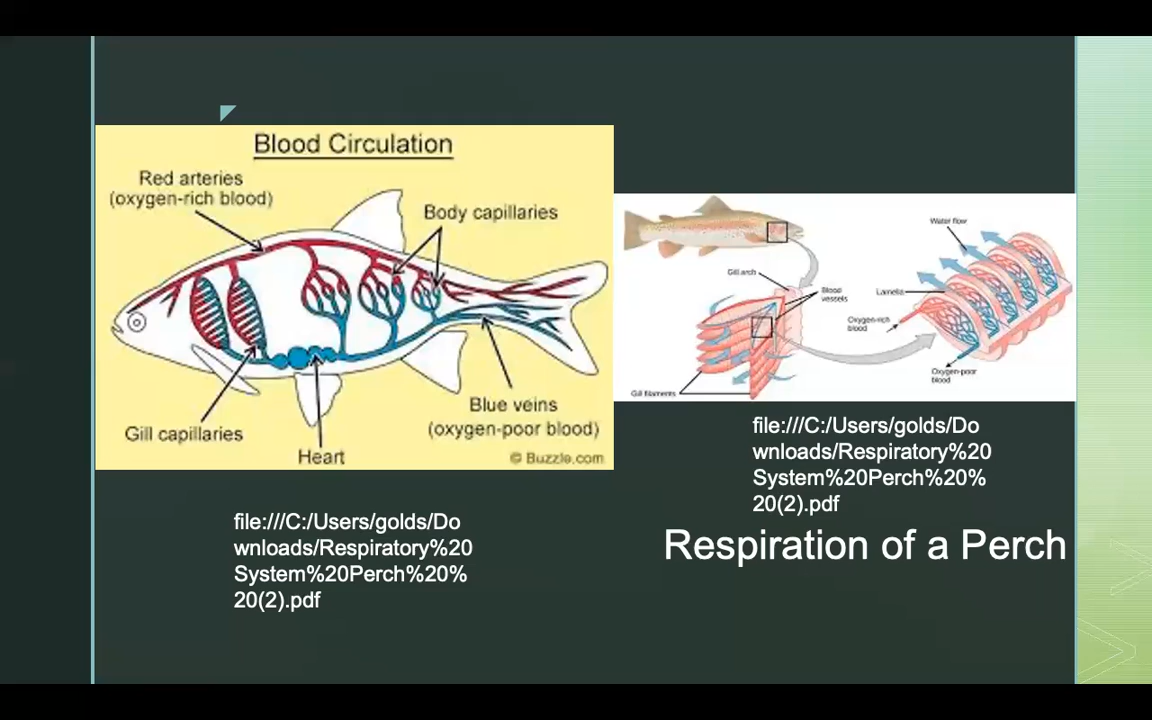 Blood Circulation
Red arteries
(oxygen-rich blood)
Body capillaries
Gill capillaries
Heart
Blue veins
(oxygen-poor blood)
© Buzzle.com
Water flow
Gill arch
Blood
vessels
Lamella
Oxygen-rich
blood
Oxygen-poor
blood
Gill filaments
file:///C:/Users/golds/Do
wnloads/Respiratory%20
System%20Perch%20%
20(2).pdf
file:///C:/Users/golds/Do
wnloads/Respiratory%20
System%20Perch%20%
20(2).pdf
Respiration of a Perch